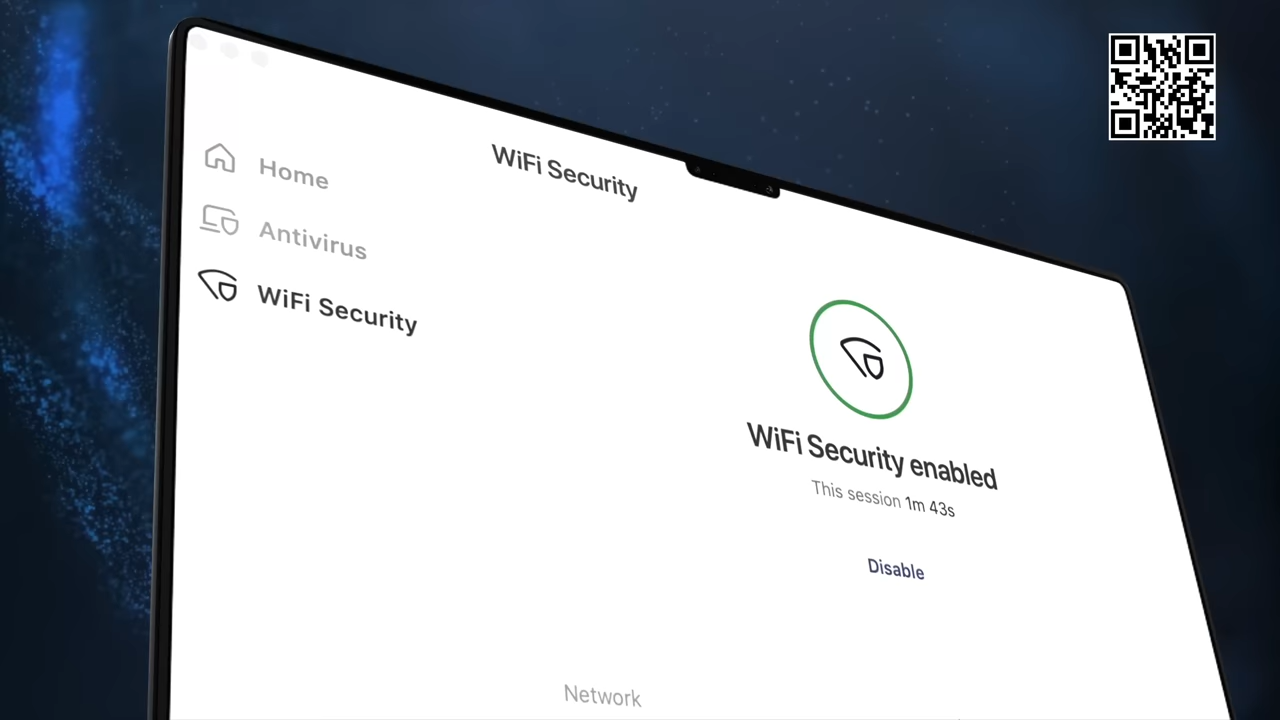 WiFi Security
Home
Antivirus
WiFi Security
WiFi Security enabled
This session 1m 43s
Disable
Network